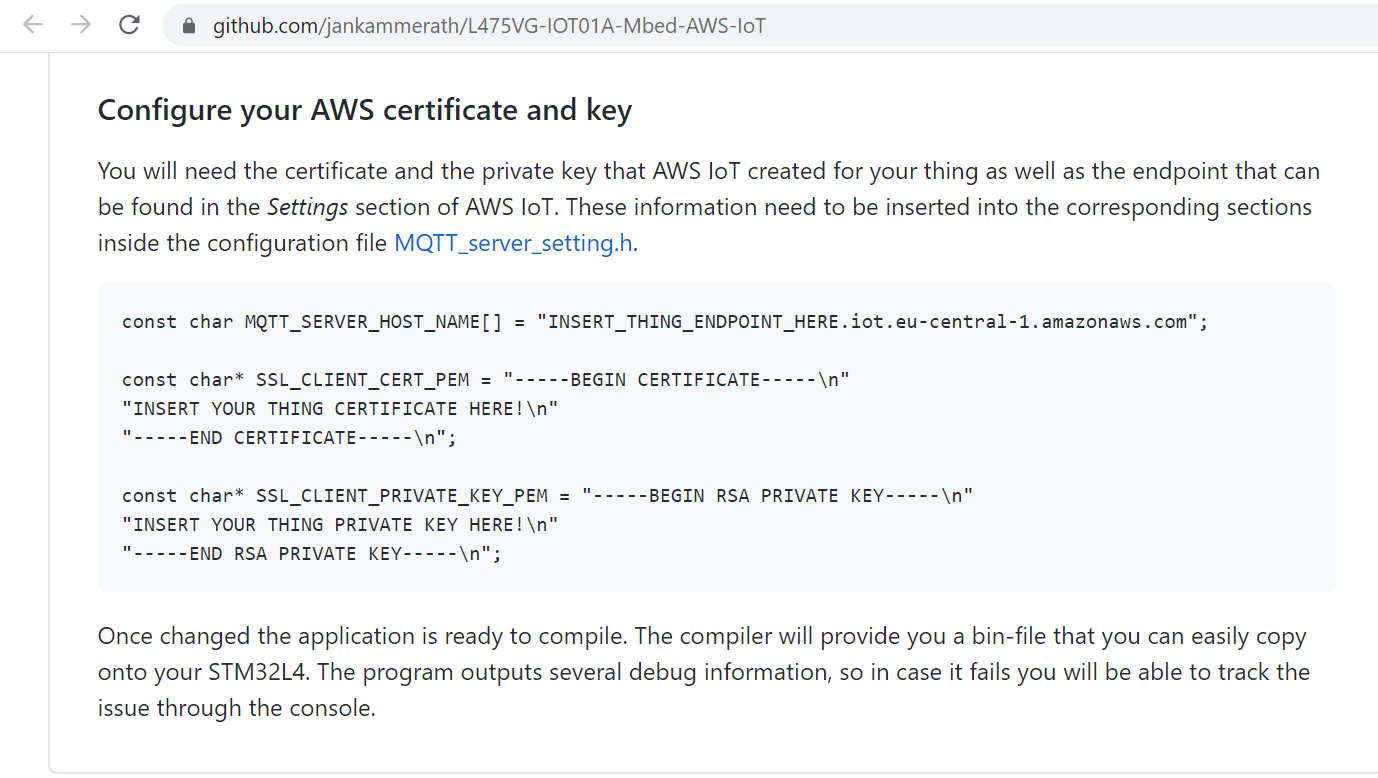 github.com/jankammerath/L475VG-IOT01A-Mbed-AWS-IoT
Configure your AWS certificate and key
You will need the certificate and the private key that AWS IoT created for your thing as well as the endpoint that can
be found in the Settings section of AWS IoT. These information need to be inserted into the corresponding sections
inside the configuration file MQTT_server_setting.h.
const char MQTT_SERVER_HOST_NAME[] = "INSERT_THING_ENDPOINT_HERE.iot.eu-central-1.amazonaws.com";
const char* SSL_CLIENT_CERT_PEM = "-----BEGIN CERTIFICATE-----\n"
"INSERT YOUR THING CERTIFICATE HERE!\n"
"-----END CERTIFICATE-----\n";
const char* SSL_CLIENT_PRIVATE_KEY_PEM = "-----BEGIN RSA PRIVATE KEY-----\n"
"INSERT YOUR THING PRIVATE KEY HERE!\n"
"-----END RSA PRIVATE KEY-----\n";
Once changed the application is ready to compile. The compiler will provide you a bin-file that you can easily copy
onto your STM32L4. The program outputs several debug information, so in case it fails you will be able to track the
issue through the console.